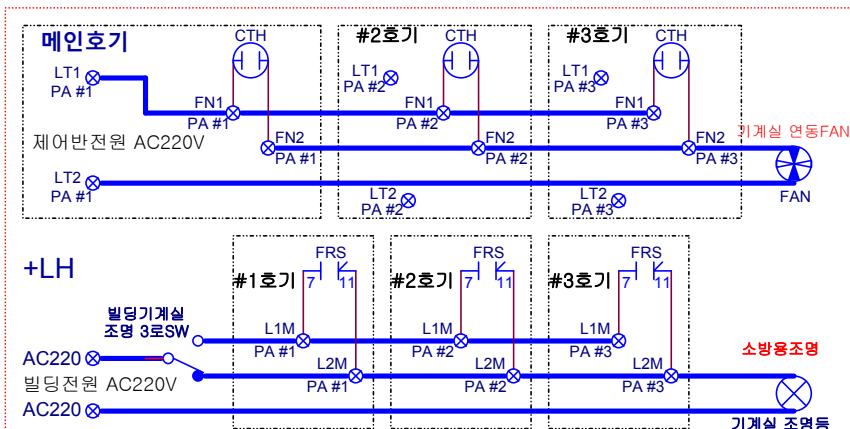 메인호기
CTH
#2호기
CTH
#3호기
CTH
LT1
PA #1
LT1
PA #2
LT1
PA #3
FN1
PA #1
FN1
PA #2
FN1
PA #3
제어반전원 AC220V
FN2
PA #1
FN2
PA #2
FN2
PA #3
기계실 연동FAN
LT2
PA #1
LT2
PA #2
LT2
PA #3
FAN
+LH
#1호기
FRS
7
11
#2호기
FRS
7
11
#3호기
FRS
7
11
빌딩기계실
조명 3로SW
L1M
PA #1
L1M
PA #2
L1M
PA #3
AC220
빌딩전원 AC220V
L2M
PA #1
L2M
PA #2
L2M
PA #3
소방용조명
AC220
기계실 조명등